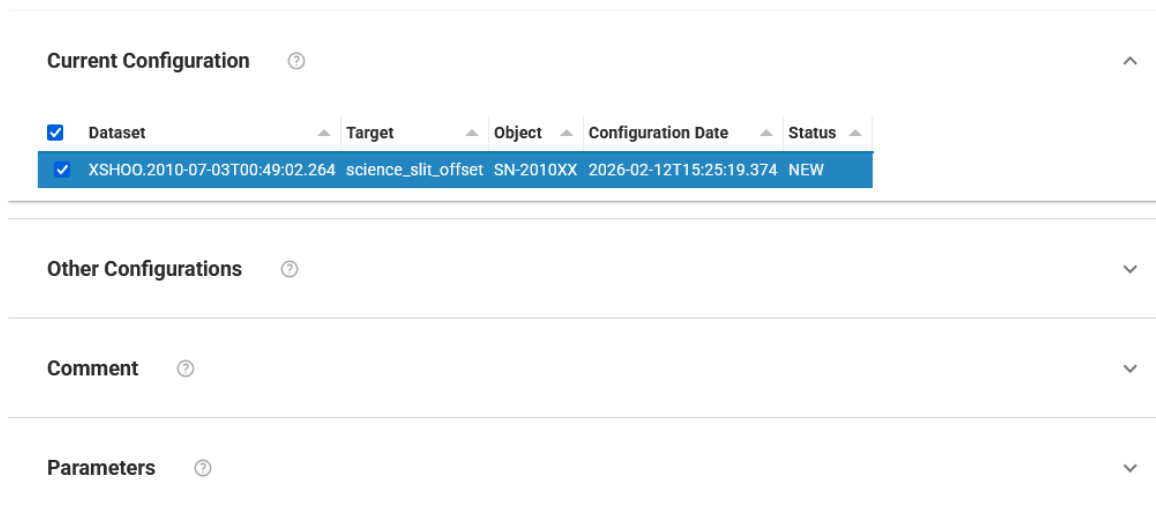 Current Configuration
Dataset Target Object Configuration Date Status
XSHOO.2010-07-03T00:49:02.264 science_slit_offset SN-2010XX 2026-02-12T15:25:19.374 NEW
Other Configurations
Comment
Parameters